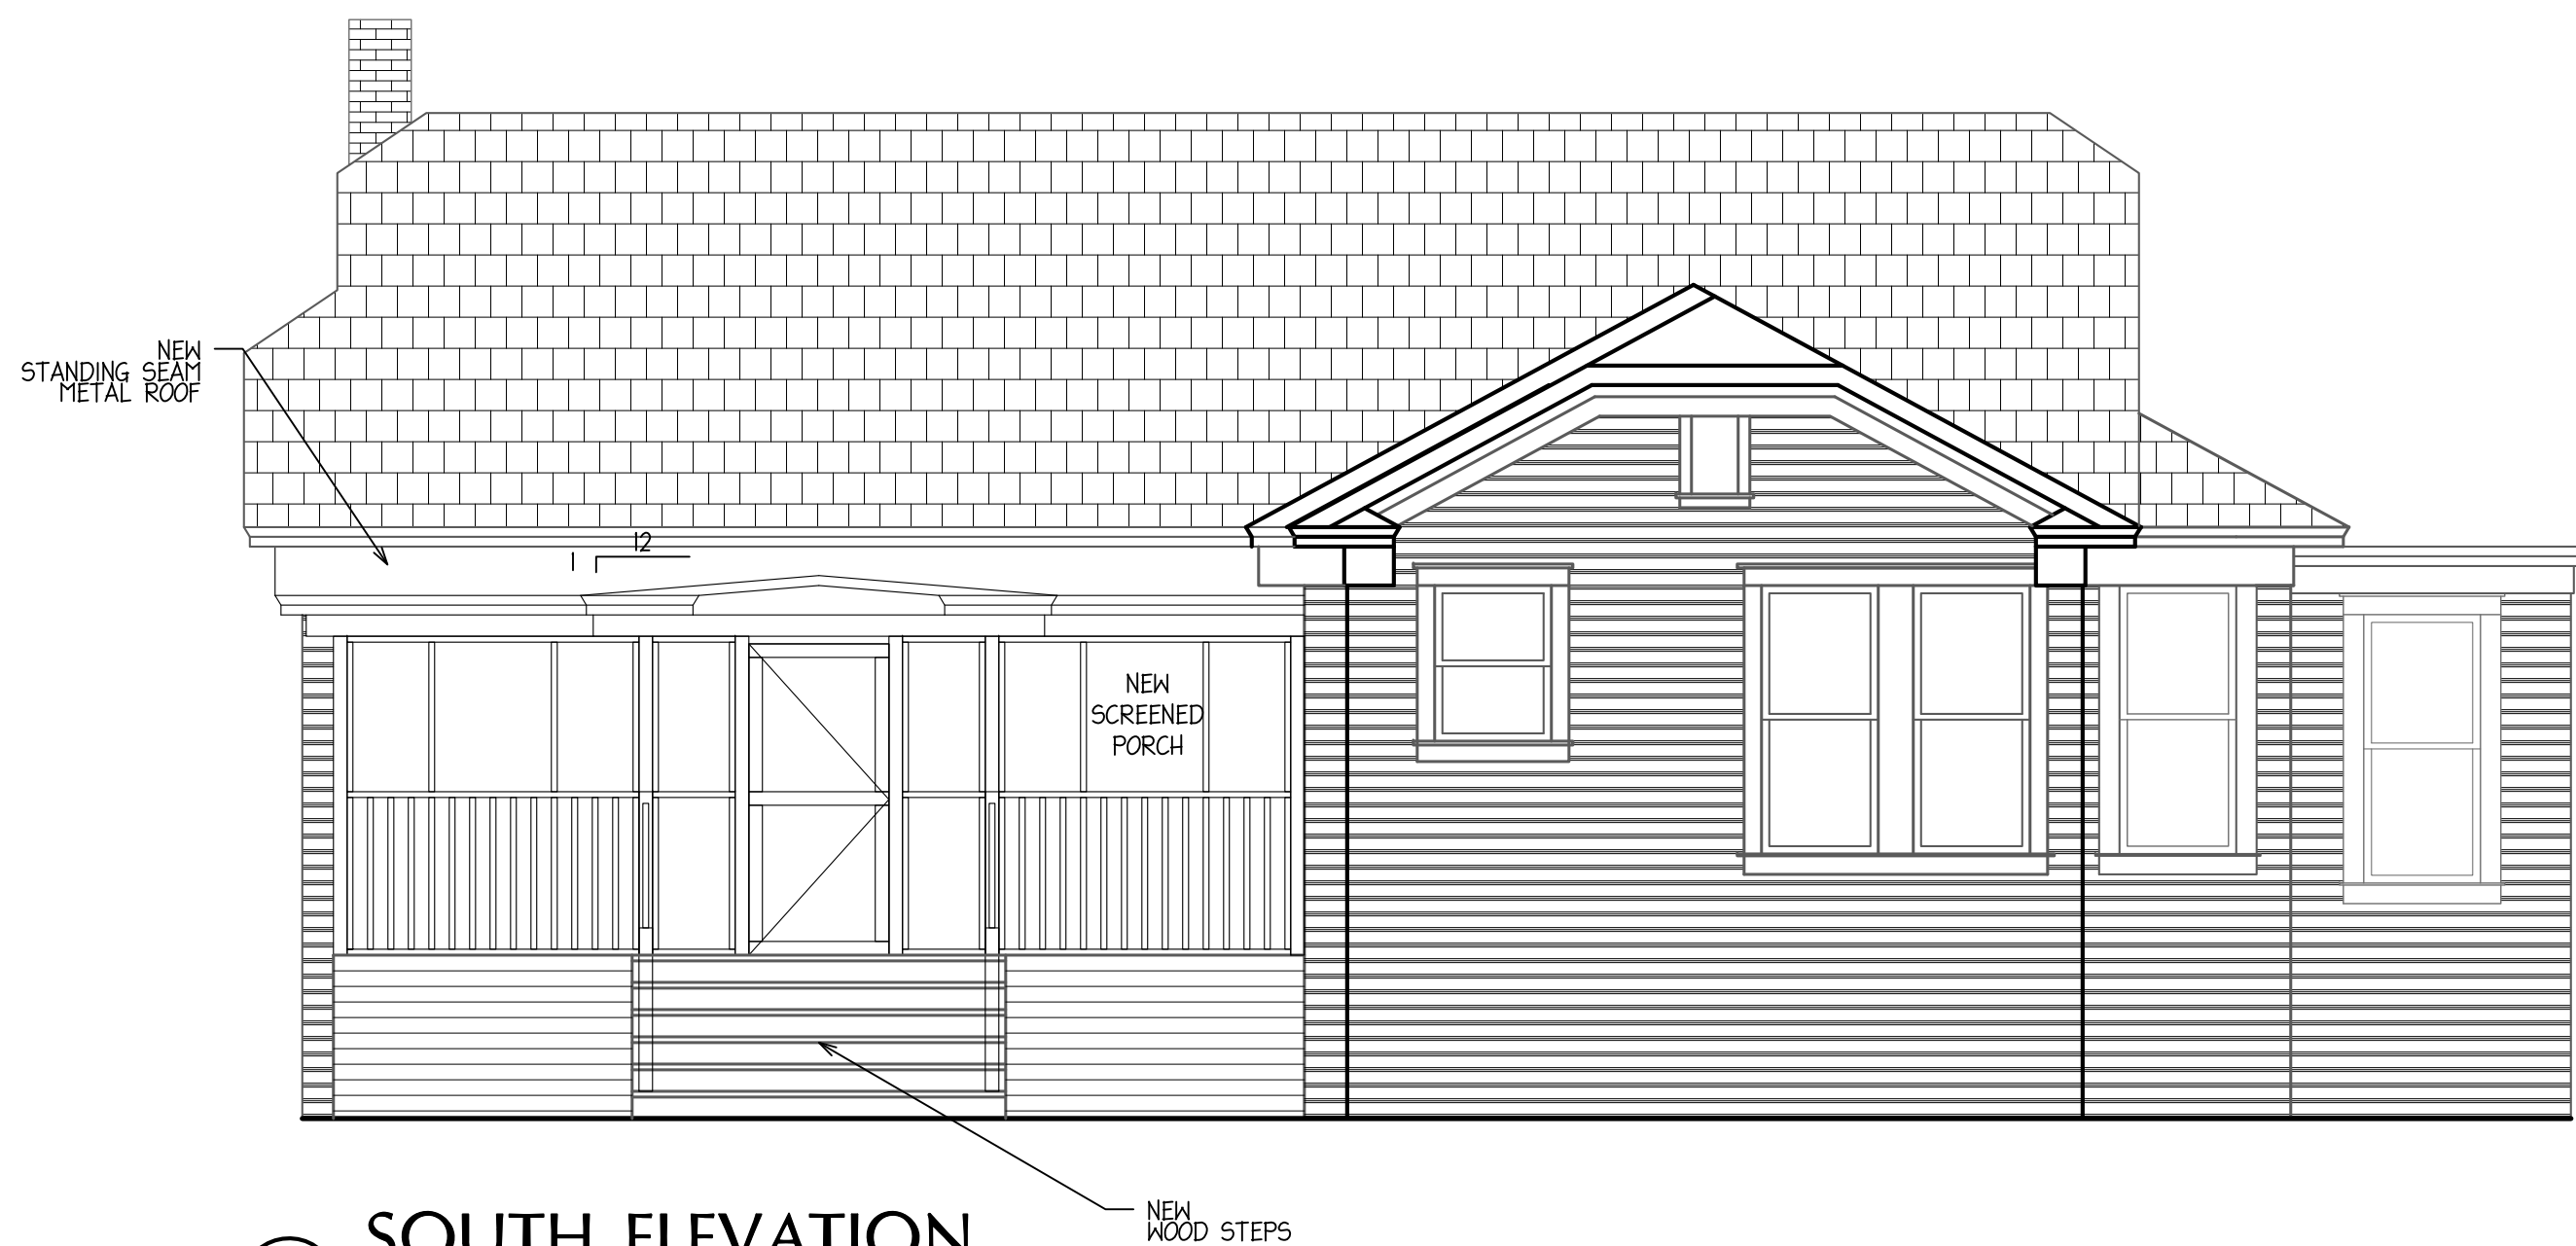 NEW
STANDING SEAM
METAL ROOF
1
12
NEW
SCREENED
PORCH
NEW
WOOD STEPS
SOUTH ELEVATION